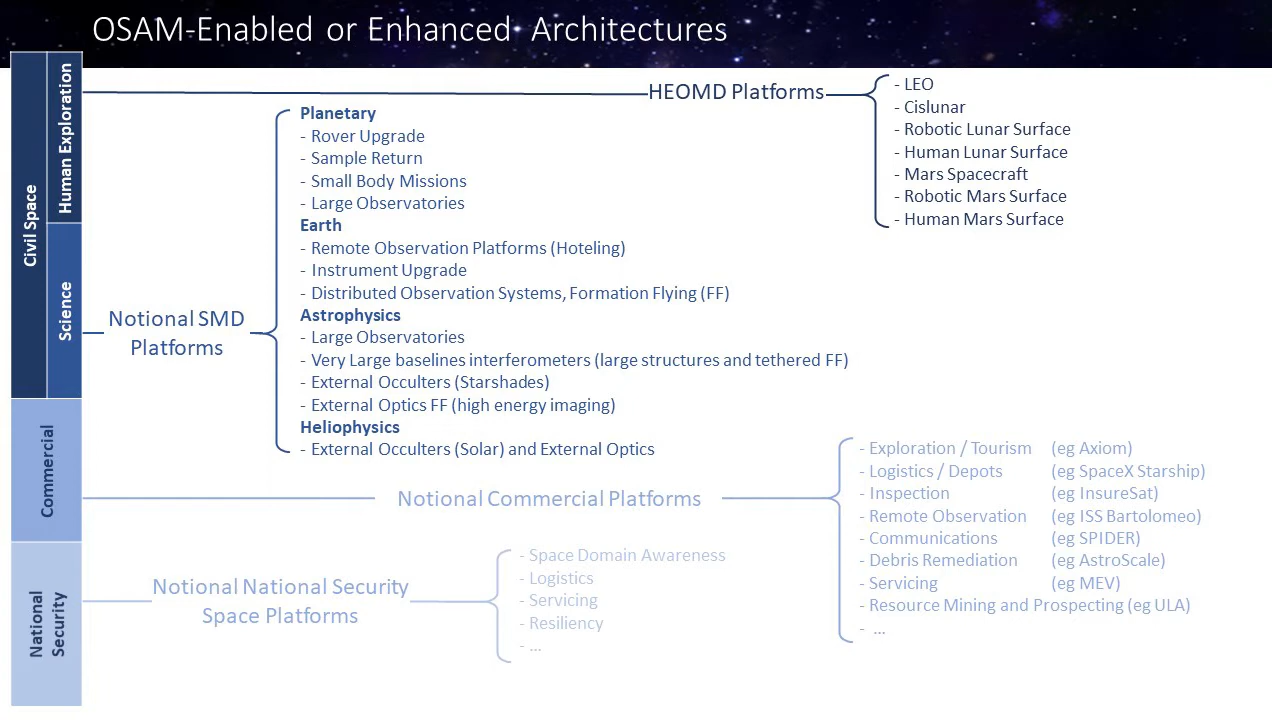 OSAM-Enabled or Enhanced Architectures
Civil Space
Human Exploration
HEOMD Platforms
- LEO
- Cislunar
- Robotic Lunar Surface
- Human Lunar Surface
- Mars Spacecraft
- Robotic Mars Surface
- Human Mars Surface
Science
Notional SMD
Platforms
Planetary
- Rover Upgrade
- Sample Return
- Small Body Missions
- Large Observatories
Earth
- Remote Observation Platforms (Hoteling)
- Instrument Upgrade
- Distributed Observation Systems, Formation Flying (FF)
Astrophysics
- Large Observatories
- Very Large baselines interferometers (large structures and tethered FF)
- External Occulters (Starshades)
- External Optics FF (high energy imaging)
Heliophysics
- External Occulters (Solar) and External Optics
Commercial
Notional Commercial Platforms
- Exploration / Tourism (eg Axiom)
- Logistics / Depots (eg SpaceX Starship)
- Inspection (eg InsureSat)
- Remote Observation (eg ISS Bartolomeo)
- Communications (eg SPIDER)
- Debris Remediation (eg AstroScale)
- Servicing (eg MEV)
- Resource Mining and Prospecting (eg ULA)
- ...
National
Security
Notional National Security
Space Platforms
- Space Domain Awareness
- Logistics
- Servicing
- Resiliency
- ...